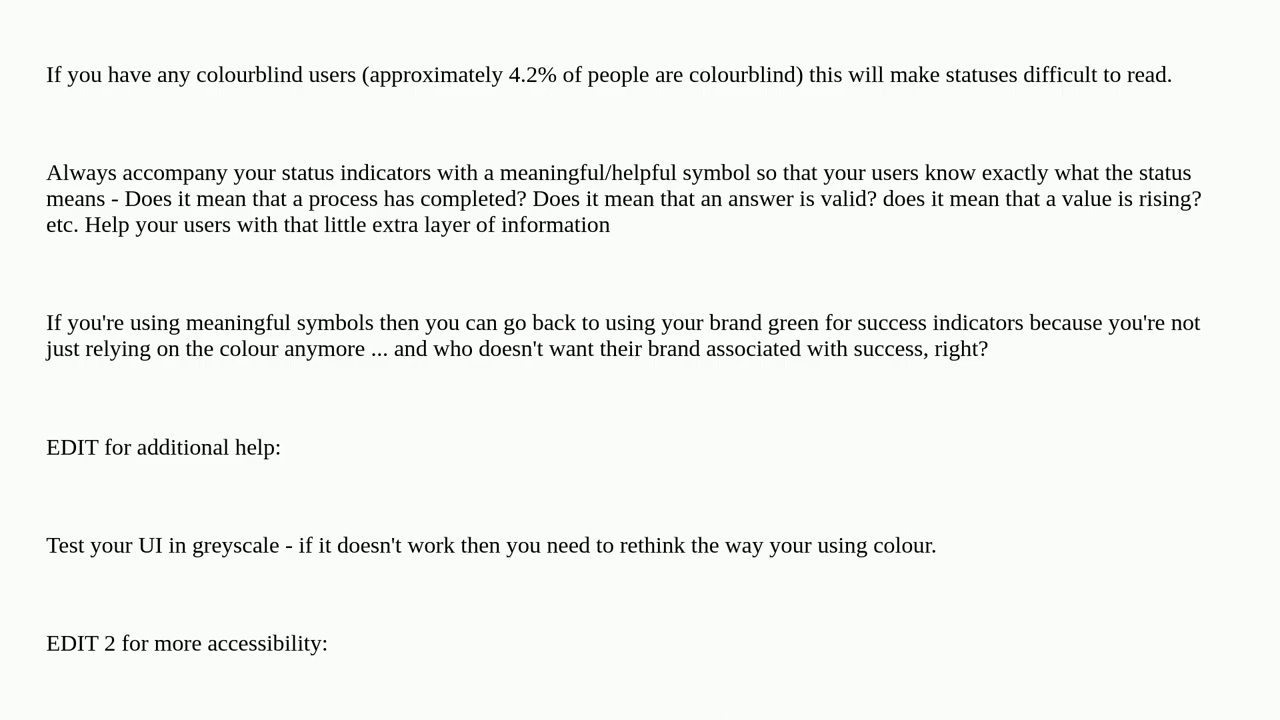 If you have any colourblind users (approximately 4.2% of people are colourblind) this will make statuses difficult to read.
Always accompany your status indicators with a meaningful/helpful symbol so that your users know exactly what the status
means - Does it mean that a process has completed? Does it mean that an answer is valid? does it mean that a value is rising?
etc. Help your users with that little extra layer of information
If you're using meaningful symbols then you can go back to using your brand green for success indicators because you're not
just relying on the colour anymore ... and who doesn't want their brand associated with success, right?
EDIT for additional help:
Test your UI in greyscale - if it doesn't work then you need to rethink the way your using colour.
EDIT 2 for more accessibility: